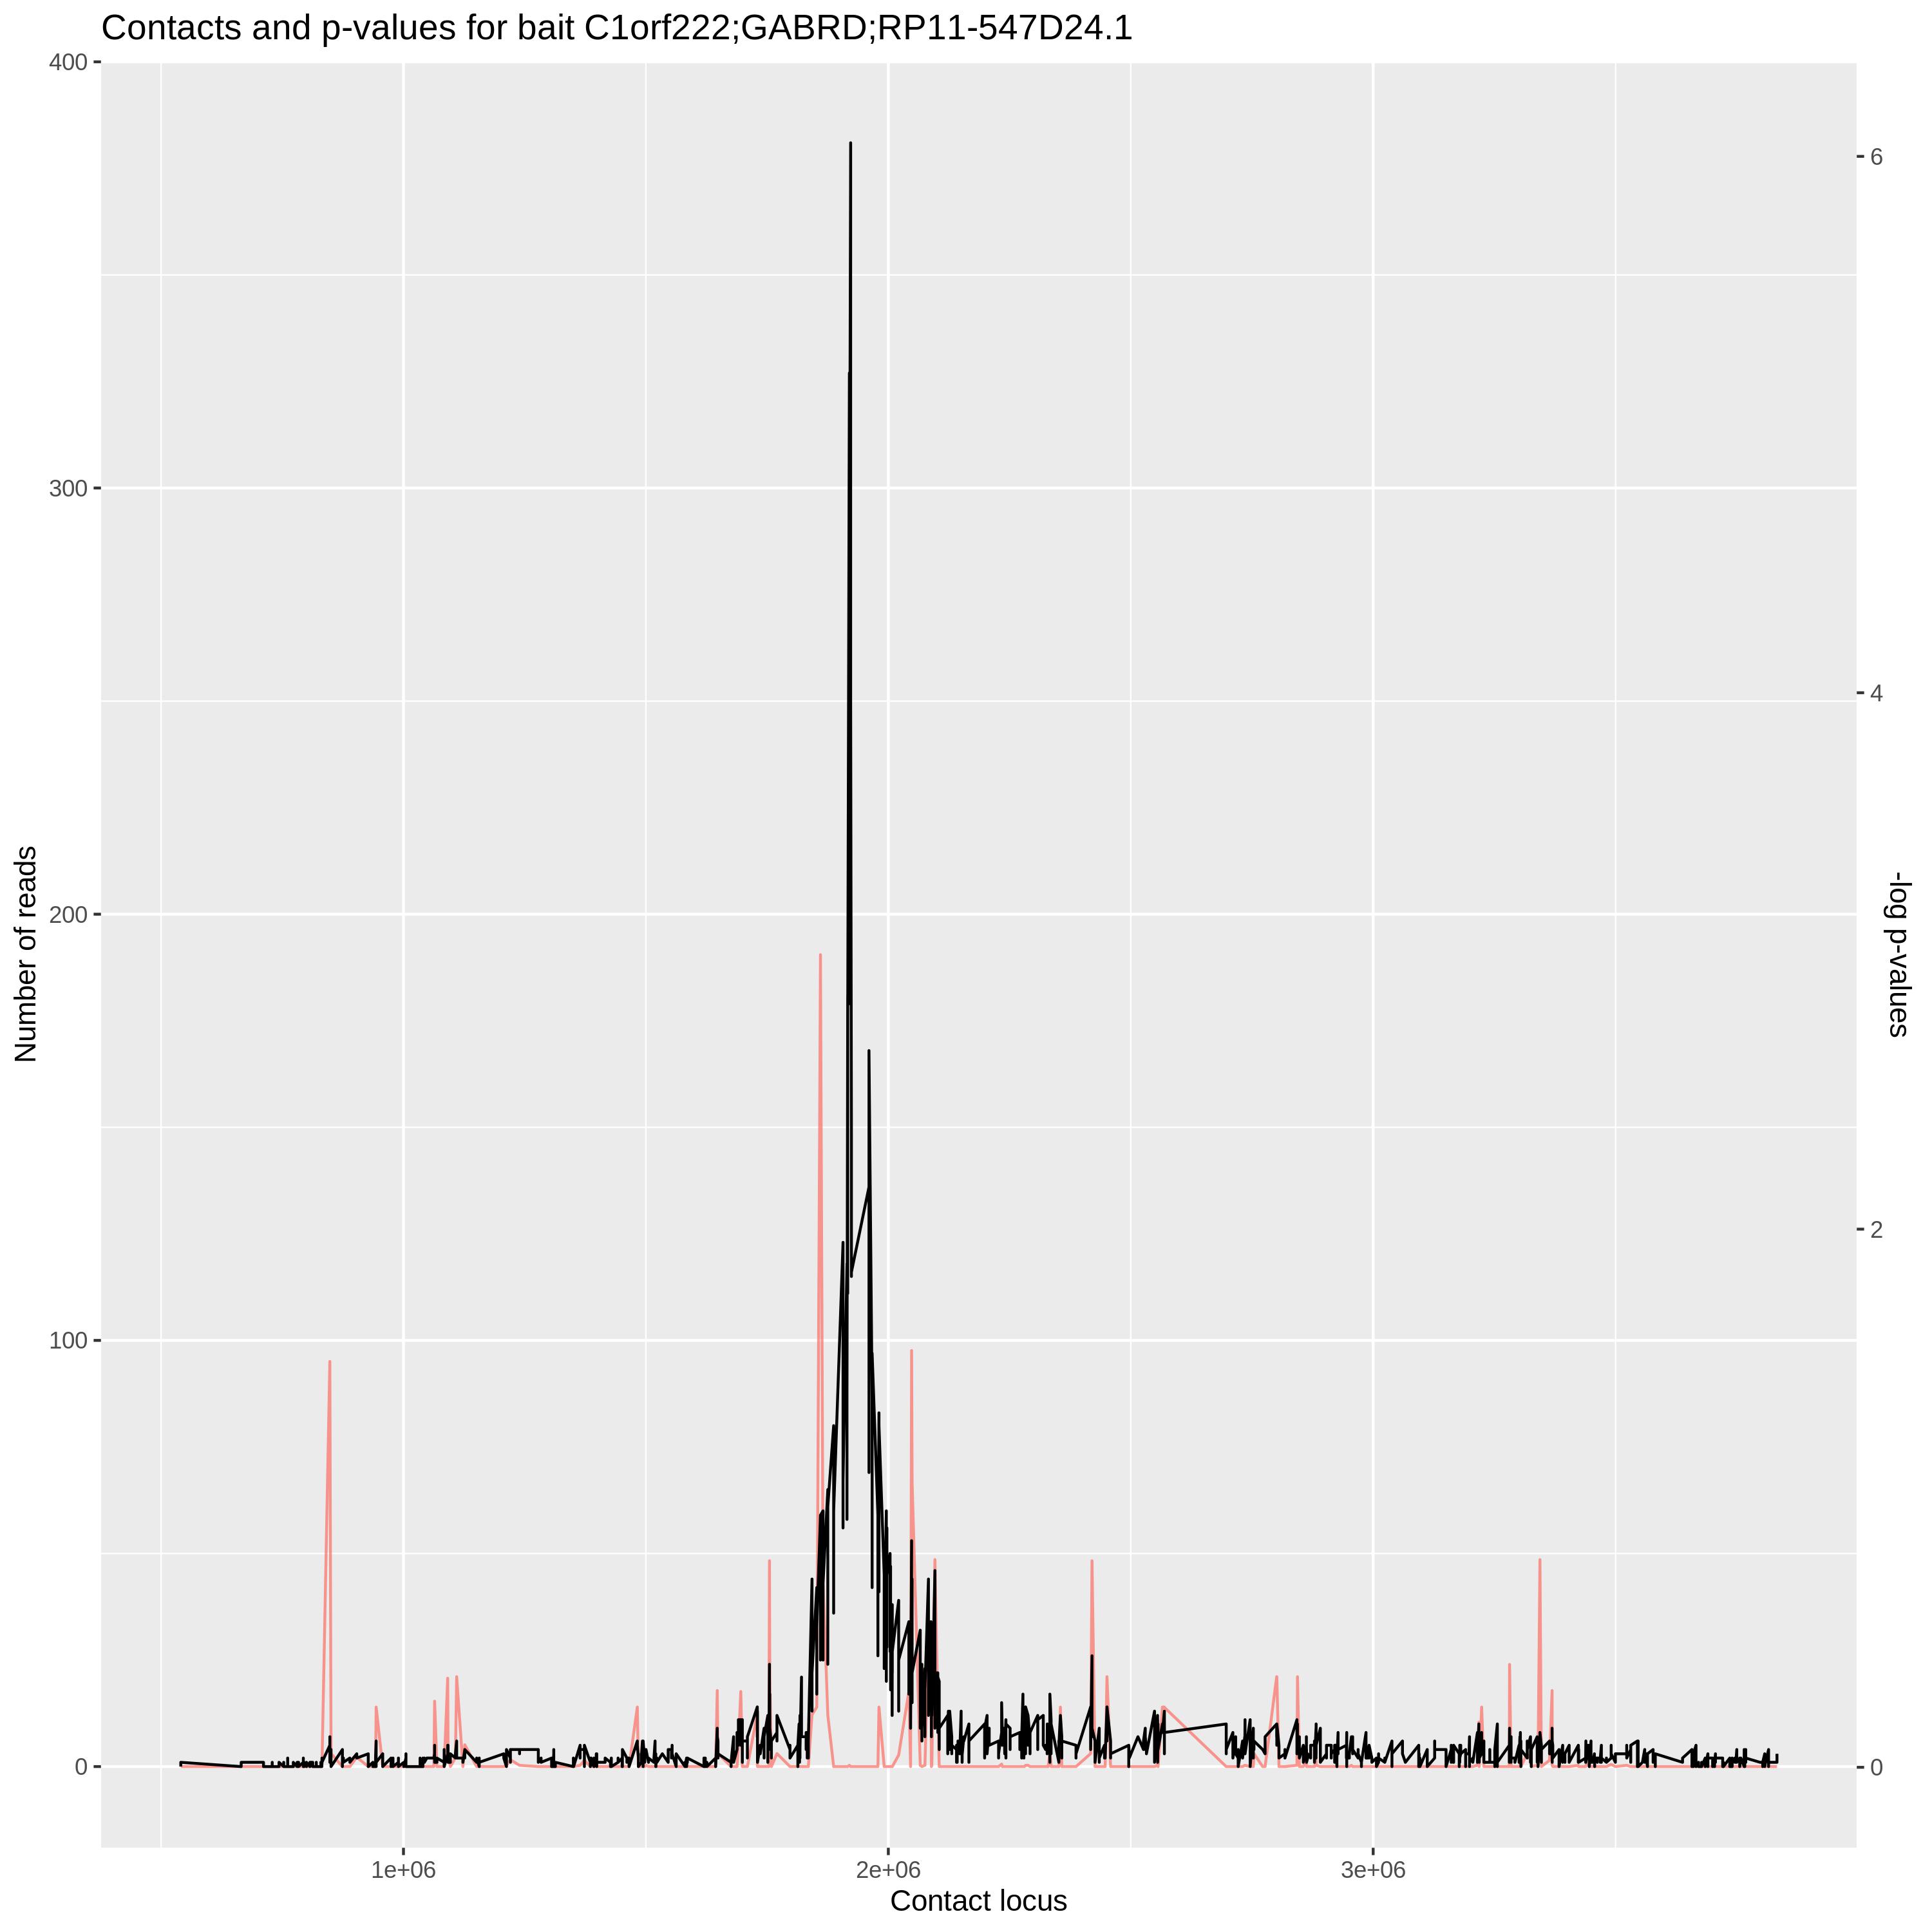 Contacts and p-values for bait C1orf222;GABRD;RP11-547D24.1
400
300
200
100
0
Number of reads
6
4
2
0
-log p-values
1e+06
2e+06
3e+06
Contact locus